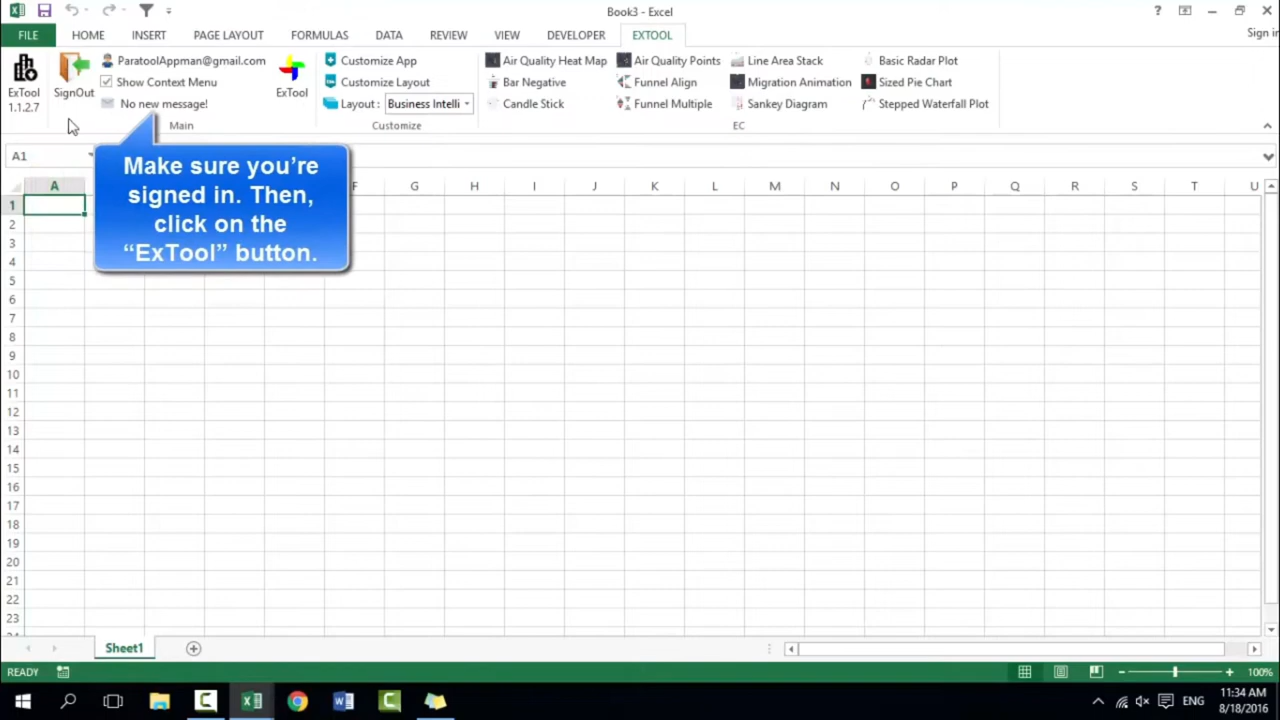 Book3 - Excel
?
Sign in
FILE HOME INSERT PAGE LAYOUT FORMULAS DATA REVIEW VIEW DEVELOPER EXTOOL
ExTool
1.1.2.7
SignOut
ParatoolAppman@gmail.com
Show Context Menu
No new message!
Main
ExTool
Customize App
Customize Layout
Layout : Business Intelli
Customize
Air Quality Heat Map
Bar Negative
Candle Stick
Air Quality Points
Funnel Align
Funnel Multiple
Line Area Stack
Migration Animation
Sankey Diagram
Basic Radar Plot
Sized Pie Chart
Stepped Waterfall Plot
EC
A1
Make sure you’re
signed in. Then,
click on the
“ExTool” button.
A F G H I J K L M N O P Q R S T U
1
2
3
4
5
6
7
8
9
10
11
12
13
14
15
16
17
18
19
20
21
22
23
Sheet1
READY
100%
ENG
11:34 AM
8/18/2016